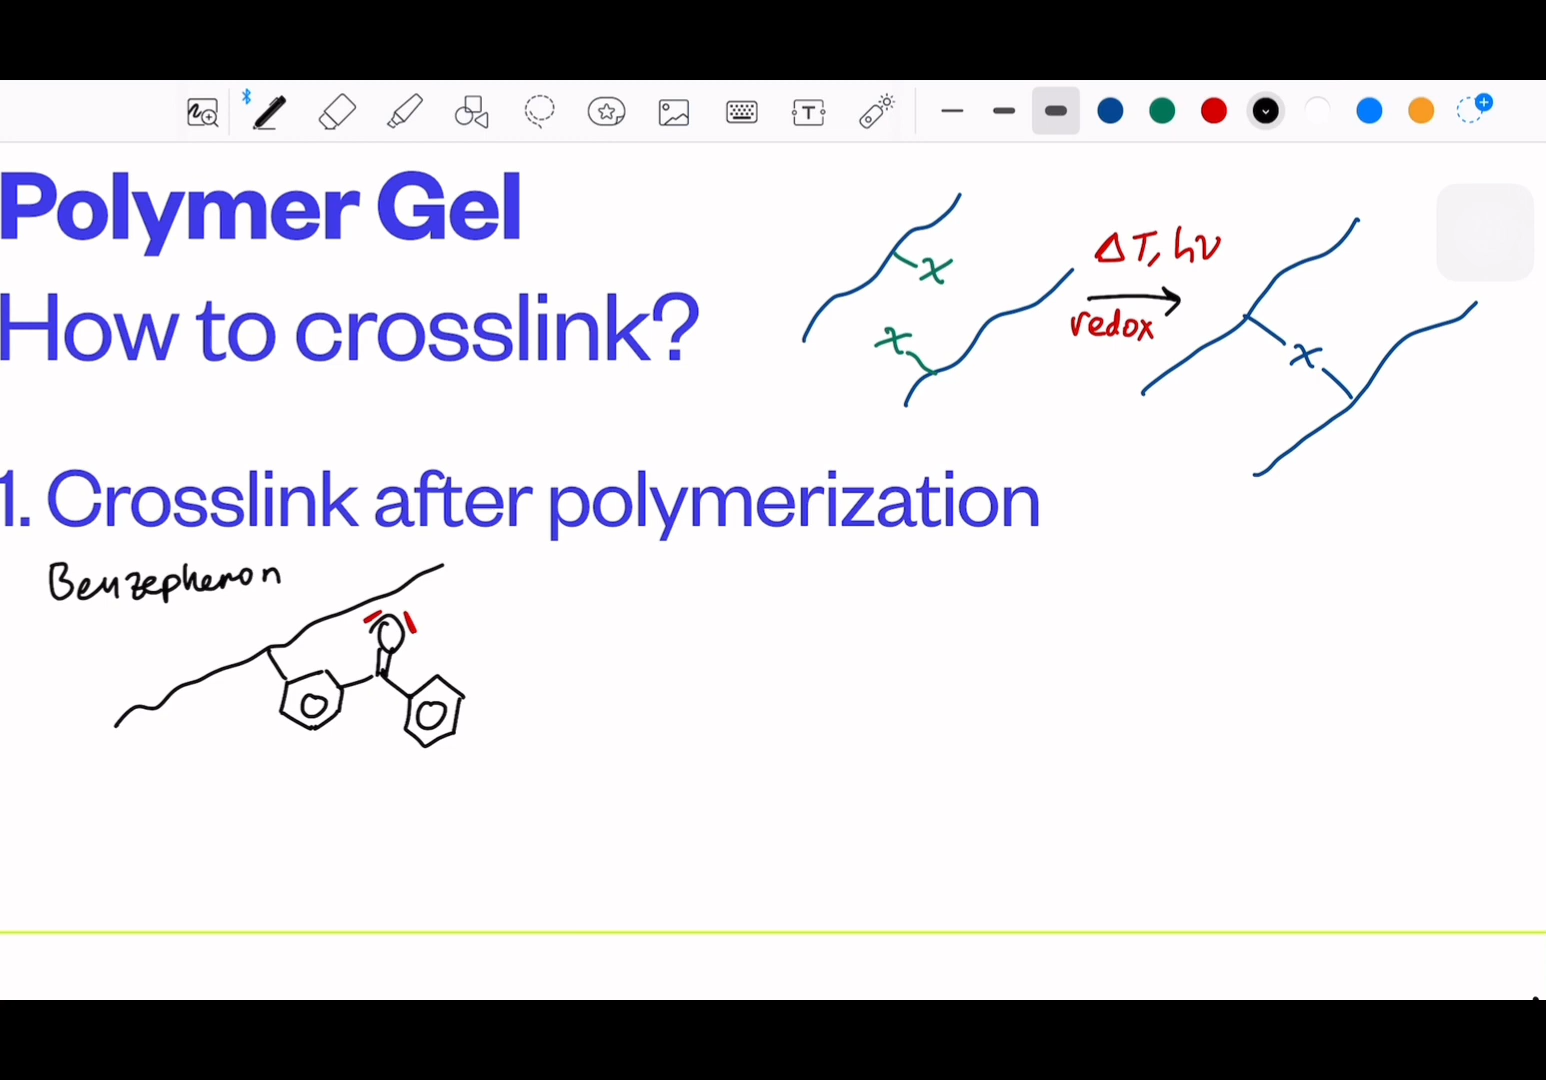 Polymer Gel
How to crosslink?
x
x
ΔT, hν
redox
x
1. Crosslink after polymerization
Benzepheron
O